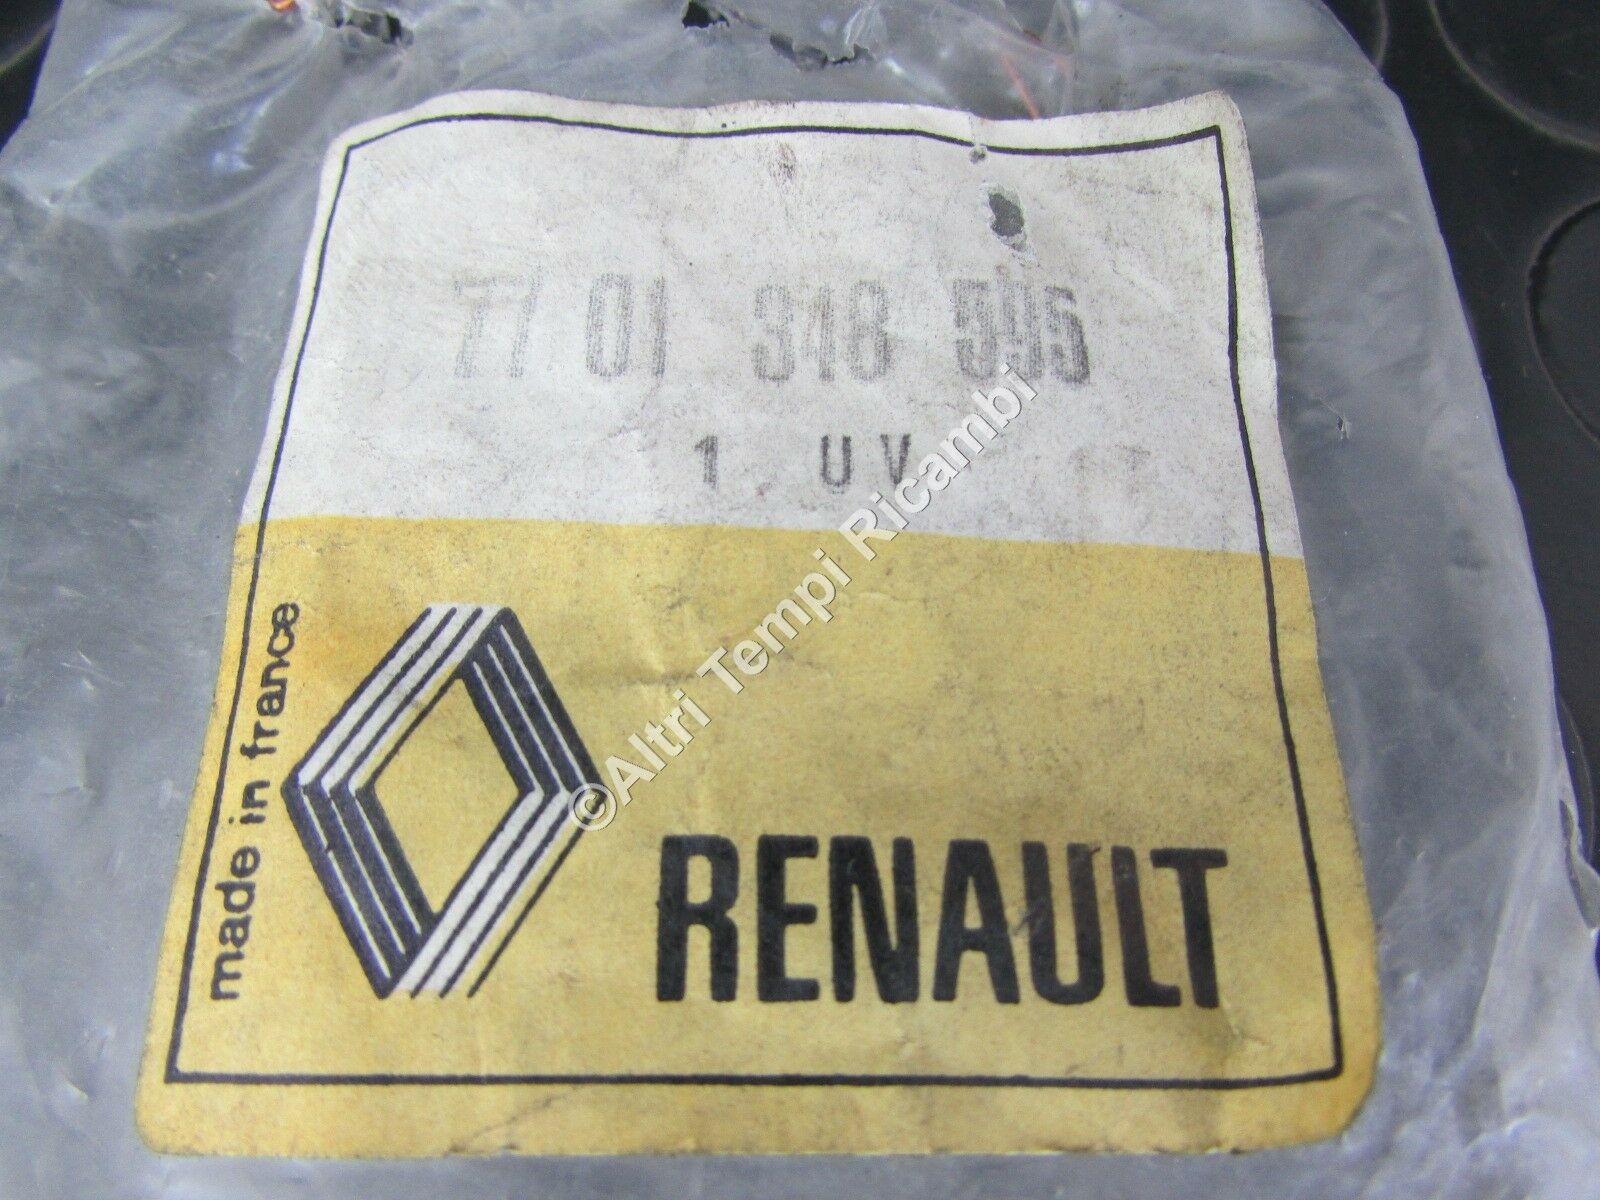 77 01 348 595
1 UV
made in france
RENAULT
©Altri Tempi Ricambi